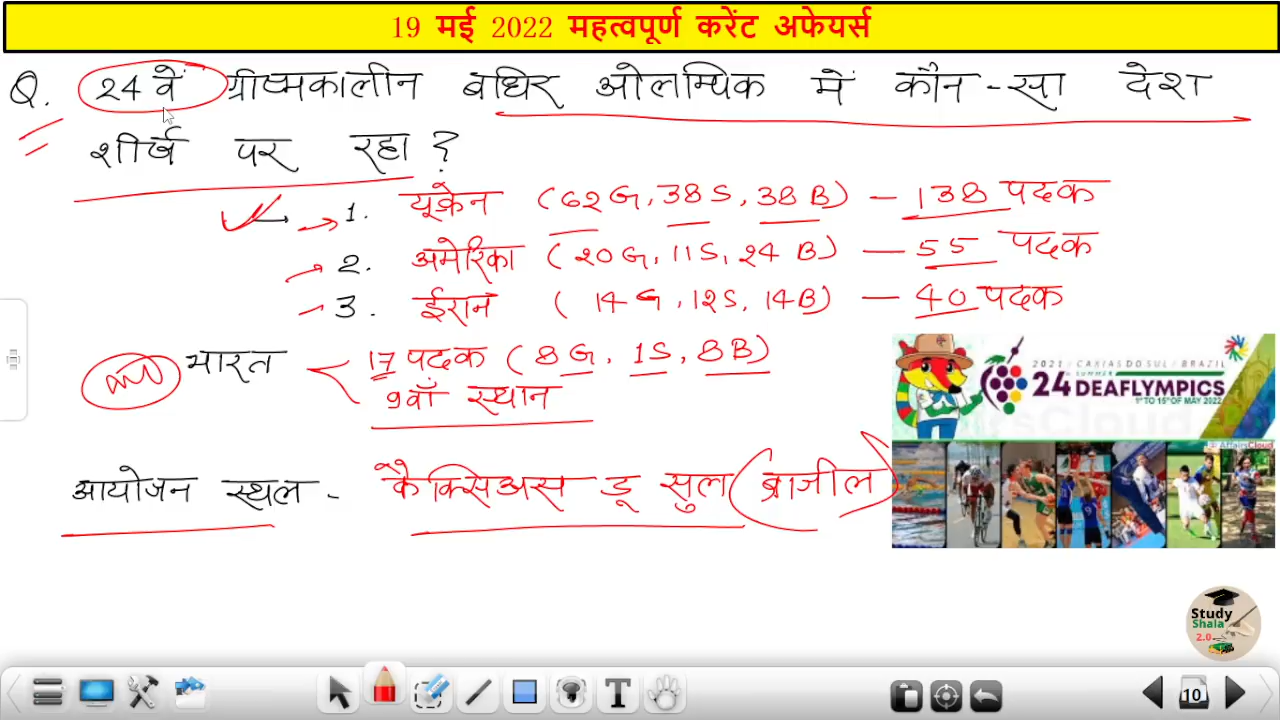 19 मई 2022 महत्वपूर्ण करेंट अफेयर्स
Q. 24वें ग्रीष्मकालीन बधिर ओलम्पिक में कौन-सा देश
शीर्ष पर रहा?
1. यूक्रेन (62G, 38S, 38B) – 138 पदक
2. अमेरिका (20G, 11S, 24B) – 55 पदक
3. ईरान (14G, 12S, 14B) – 40 पदक
भारत 17 पदक (8G, 1S, 8B)
9वाँ स्थान
2021 / CAXIAS DO SUL / BRAZIL
SUMMER
24 DEAFLYMPICS
1st TO 15th OF MAY 2022
AffairsCloud
आयोजन स्थल - कैक्सिअस डू सुल (ब्राजील)
Study
Shala
2.0
T
10